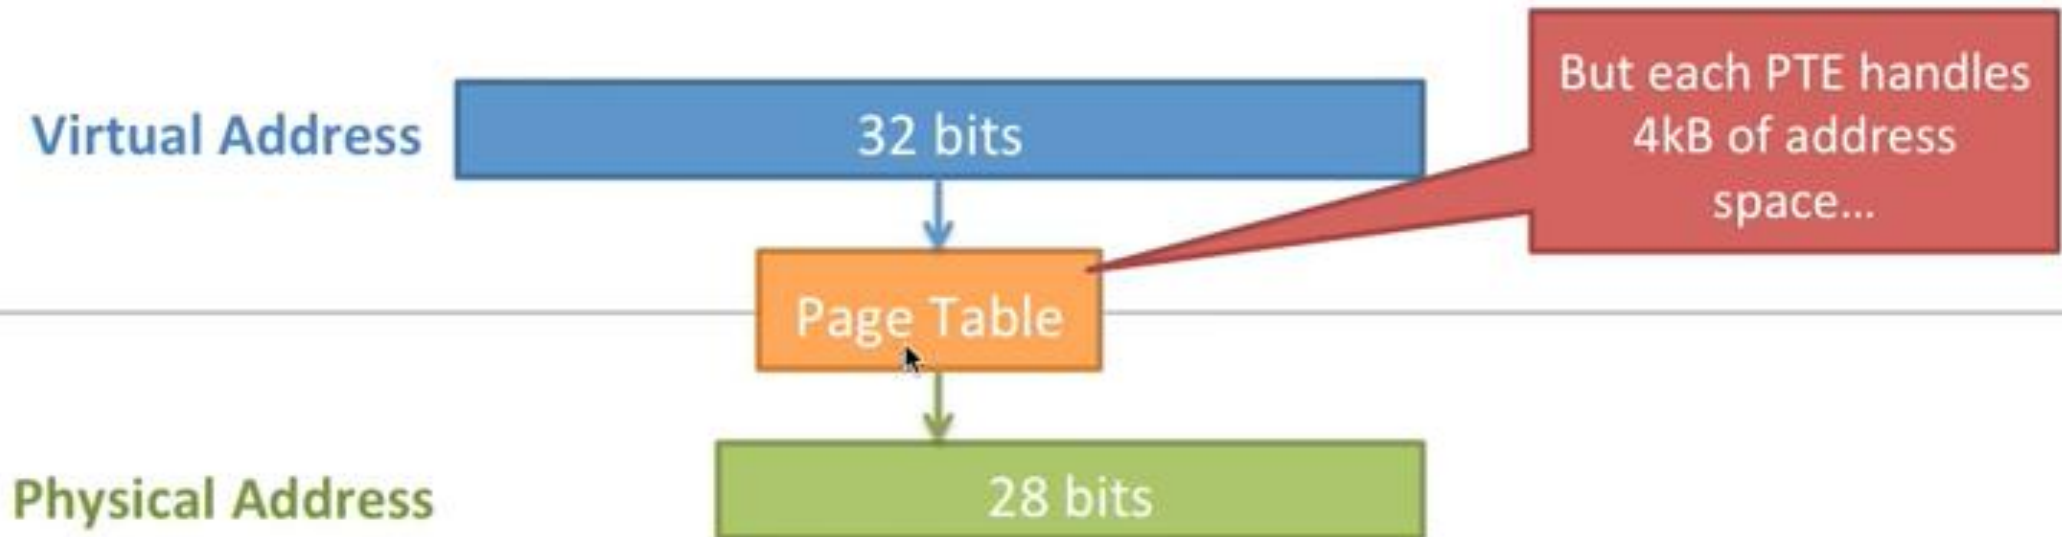 Virtual Address
32 bits
But each PTE handles
4kB of address
space...
Page Table
Physical Address
28 bits